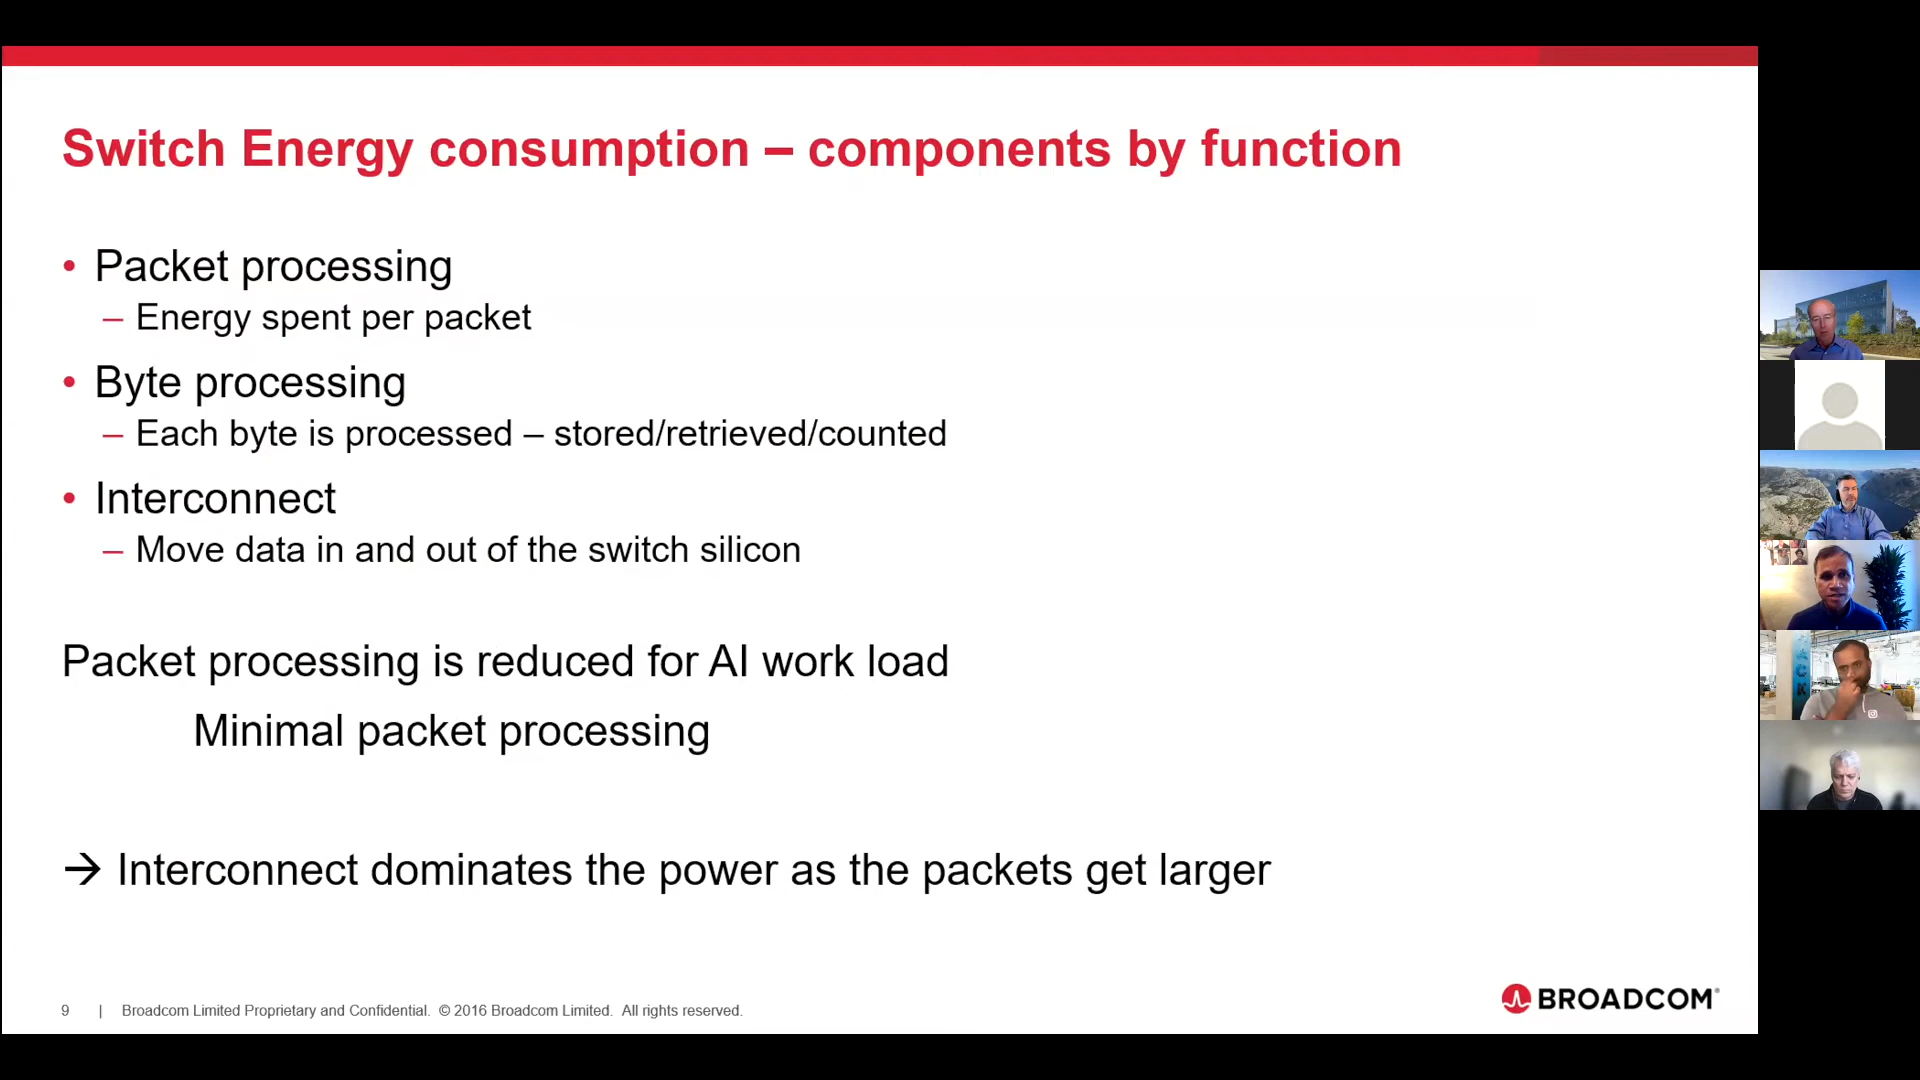 Switch Energy consumption – components by function
• Packet processing
– Energy spent per packet
• Byte processing
– Each byte is processed – stored/retrieved/counted
• Interconnect
– Move data in and out of the switch silicon
Packet processing is reduced for AI work load
Minimal packet processing
→ Interconnect dominates the power as the packets get larger
9 | Broadcom Limited Proprietary and Confidential. © 2016 Broadcom Limited. All rights reserved.
BROADCOM®